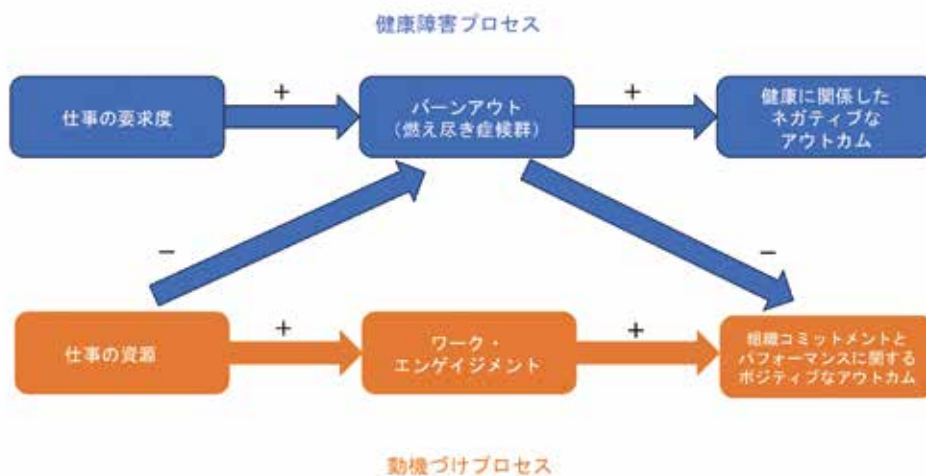 健康障害プロセス
+
+
仕事の要求度
バーンアウト
(燃え尽き症候群)
健康に関係した
ネガティブな
アウトカム
−
−
+
+
仕事の資源
ワーク・
エンゲイジメント
組織コミットメントと
パフォーマンスに関する
ポジティブなアウトカム
動機づけプロセス